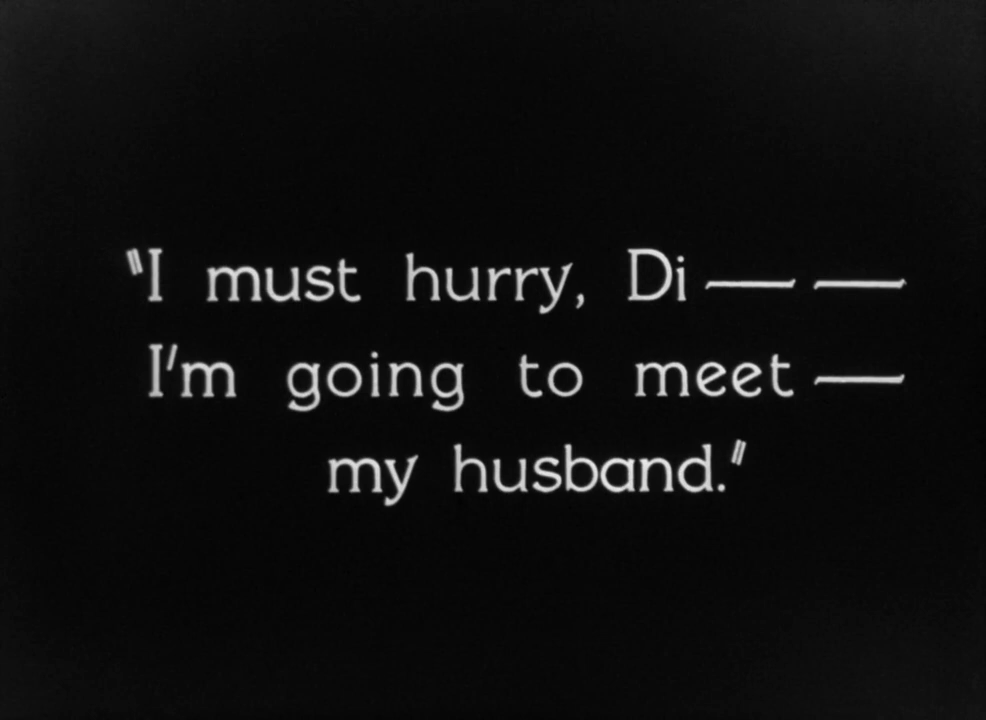 "I must hurry, Di — —
I'm going to meet —
my husband."